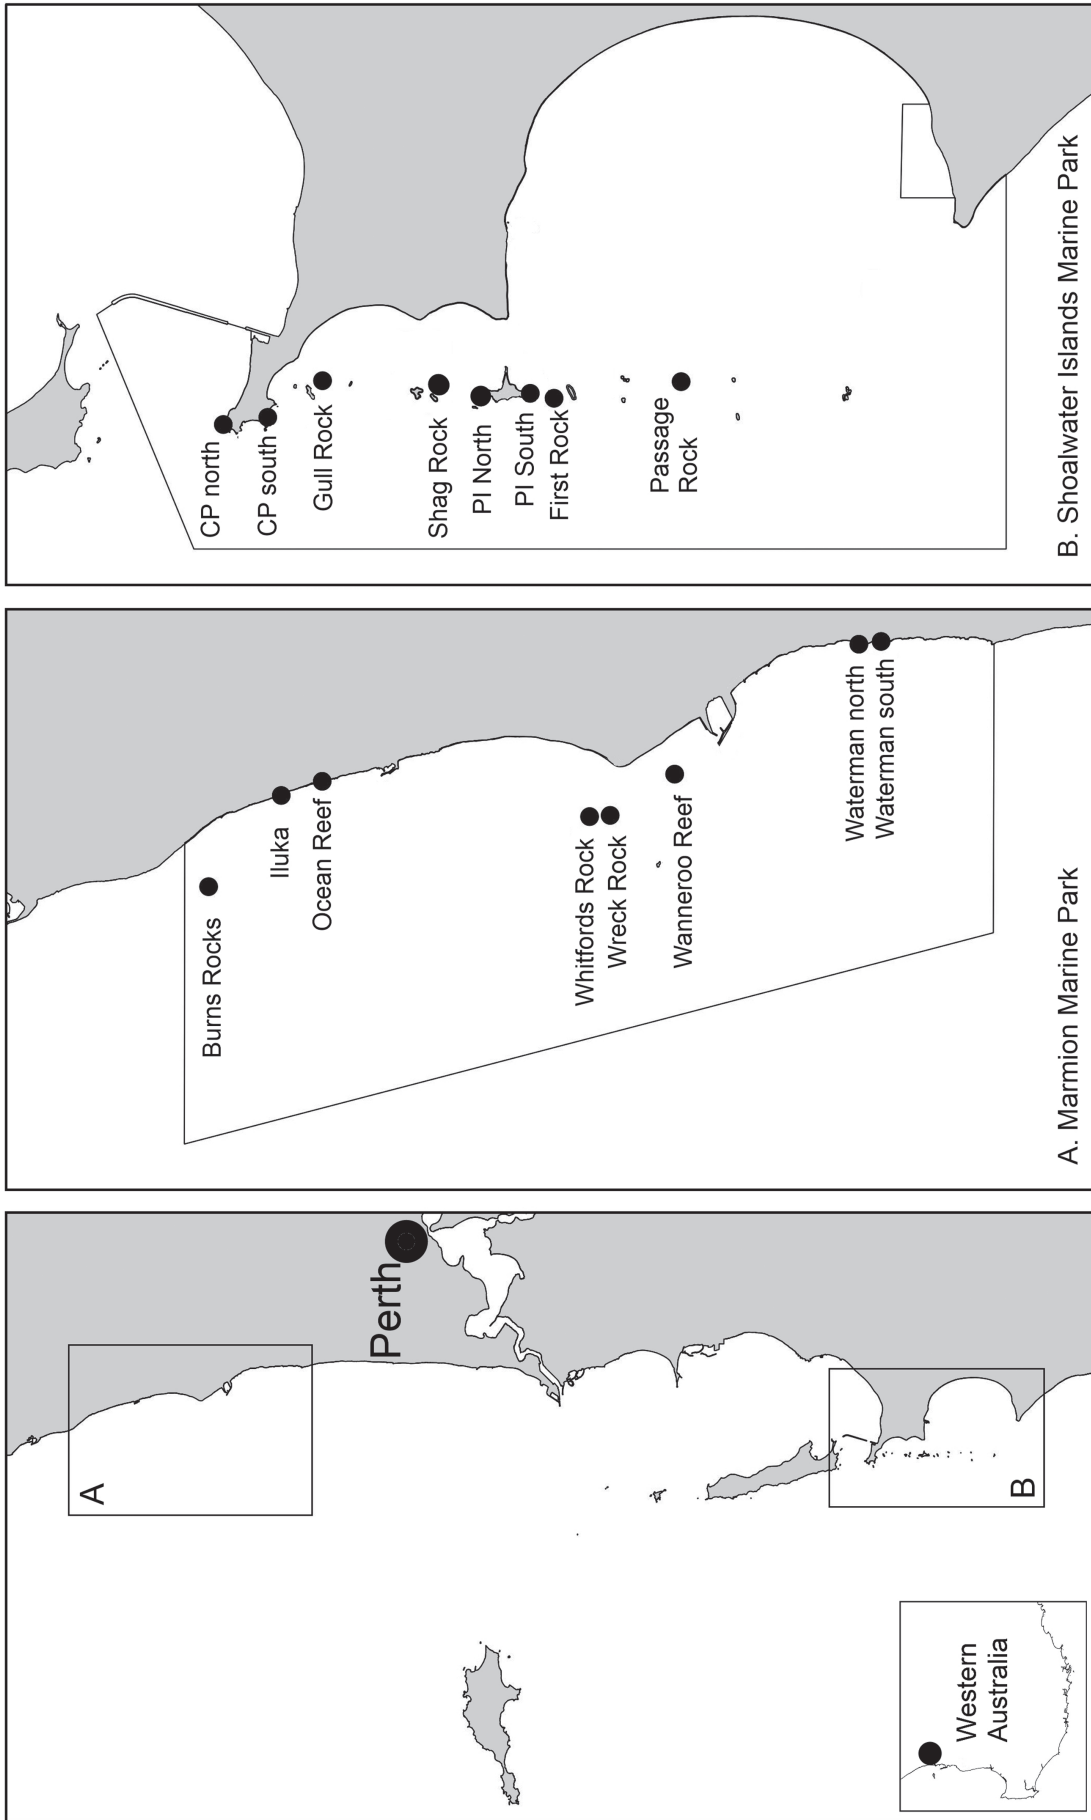 A
Perth
B
Western
Australia
Burns Rocks
Iluka
Ocean Reef
Whitfords Rock
Wreck Rock
Wanneroo Reef
Waterman north
Waterman south
A. Marmion Marine Park
CP north
CP south
Gull Rock
Shag Rock
PI North
PI South
First Rock
Passage
Rock
B. Shoalwater Islands Marine Park